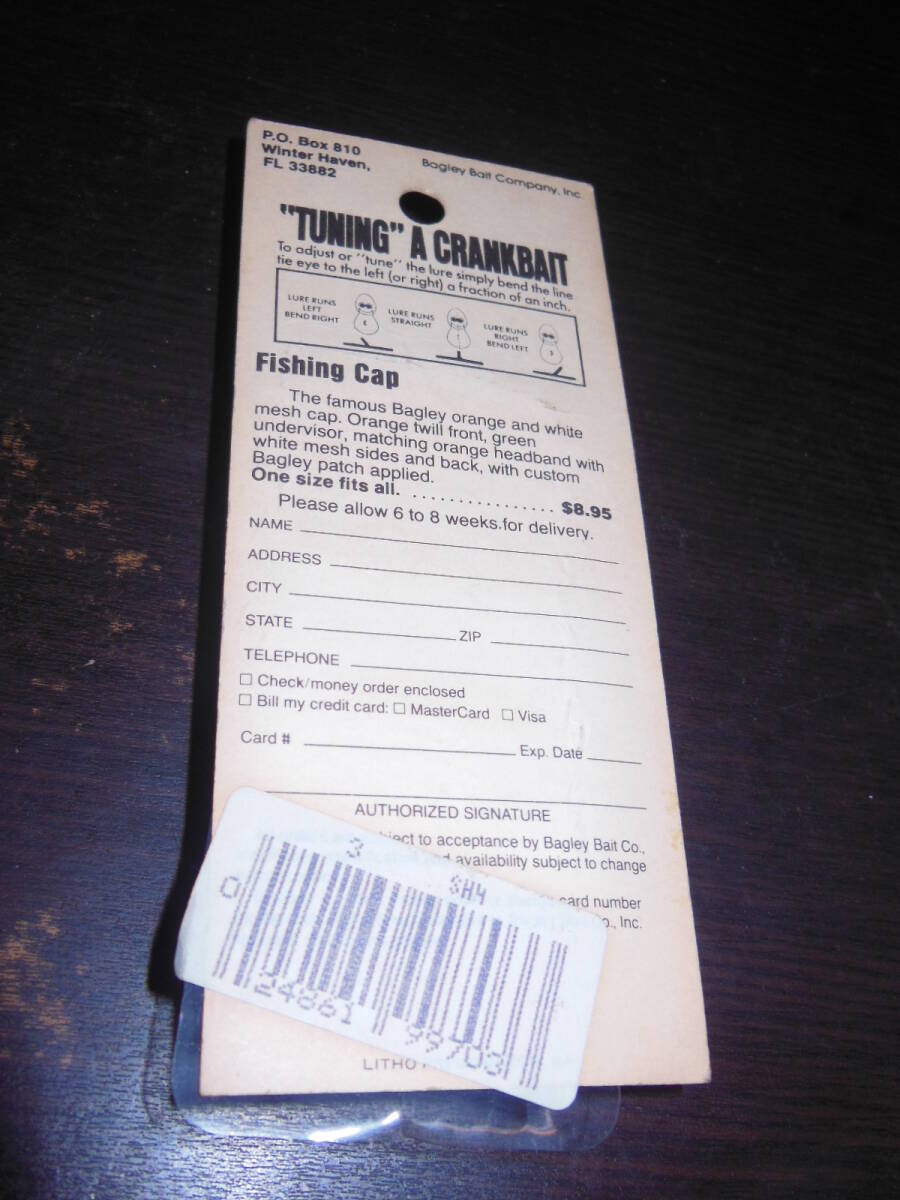 P.O. Box 810
Winter Haven,
FL 33882
Bagley Bait Company, Inc.
"TUNING" A CRANKBAIT
To adjust or "tune" the lure simply bend the line
tie eye to the left (or right) a fraction of an inch.
LURE RUNS
LEFT
BEND RIGHT
LURE RUNS
STRAIGHT
LURE RUNS
RIGHT
BEND LEFT
Fishing Cap
The famous Bagley orange and white
mesh cap. Orange twill front, green
undervisor, matching orange headband with
white mesh sides and back, with custom
Bagley patch applied.
One size fits all. ................ $8.95
Please allow 6 to 8 weeks.for delivery.
NAME
ADDRESS
CITY
STATE ZIP
TELEPHONE
☐ Check/money order enclosed
☐ Bill my credit card: ☐ MasterCard ☐ Visa
Card # Exp. Date
AUTHORIZED SIGNATURE
to acceptance by Bagley Bait Co.,
availability subject to change
card number
Inc.
3 SH4
0 24861 99703
LITHO